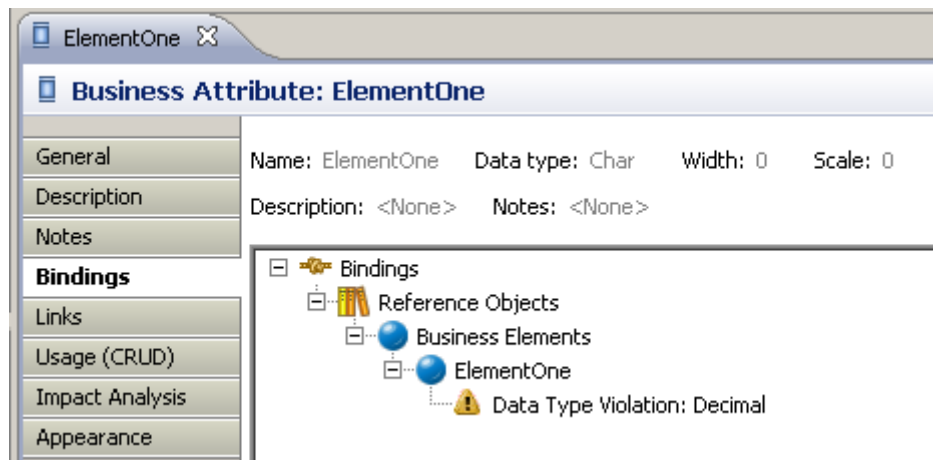 ElementOne
Business Attribute: ElementOne
General
Description
Notes
Bindings
Links
Usage (CRUD)
Impact Analysis
Appearance
Name: ElementOne Data type: Char Width: 0 Scale: 0
Description: <None> Notes: <None>
Bindings
Reference Objects
Business Elements
ElementOne
Data Type Violation: Decimal